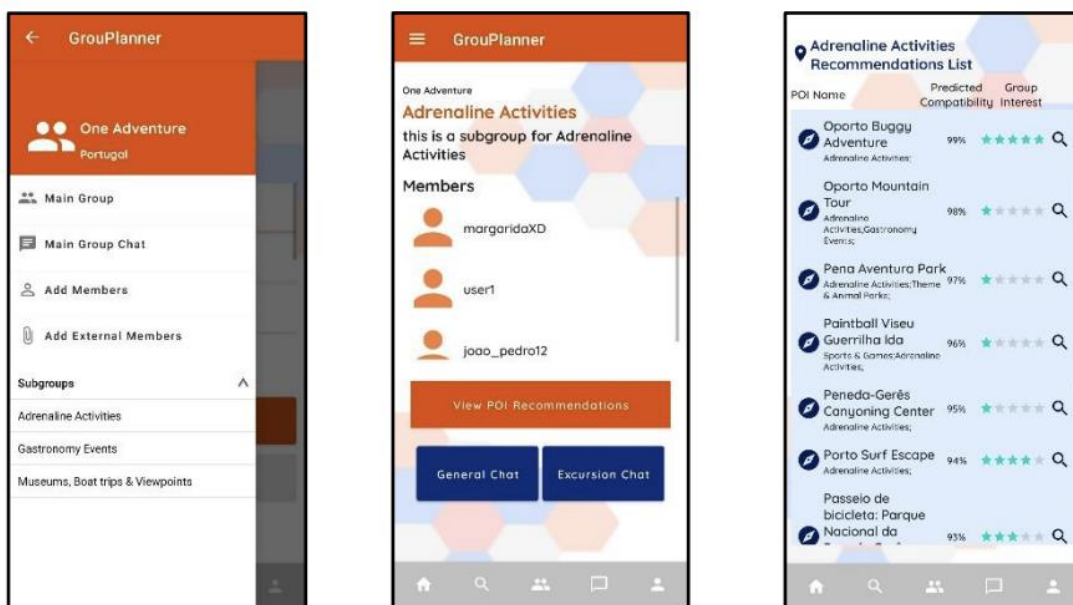 GrouPlanner
One Adventure
Portugal
Main Group
Main Group Chat
Add Members
Add External Members
Subgroups
Adrenaline Activities
Gastronomy Events
Museums, Boat trips & Viewpoints
GrouPlanner
One Adventure
Adrenaline Activities
this is a subgroup for Adrenaline
Activities
Members
margaridaXD
user1
joao_pedro12
View POI Recommendations
General Chat
Excursion Chat
Adrenaline Activities
Recommendations List
POI Name
Predicted
Compatibility
Group
Interest
Oporto Buggy
Adventure
Adrenaline Activities;
99%
Oporto Mountain
Tour
Adrenaline
Activities;Gastronomy
Events;
98%
Pena Aventura Park
Adrenaline Activities;Theme
& Animal Parks;
97%
Paintball Viseu
Guerrilha lda
Sports & Games;Adrenaline
Activities;
96%
Peneda-Gerês
Canyoning Center
Adrenaline Activities;
95%
Porto Surf Escape
Adrenaline Activities;
94%
Passeio de
bicicleta: Parque
Nacional da
93%